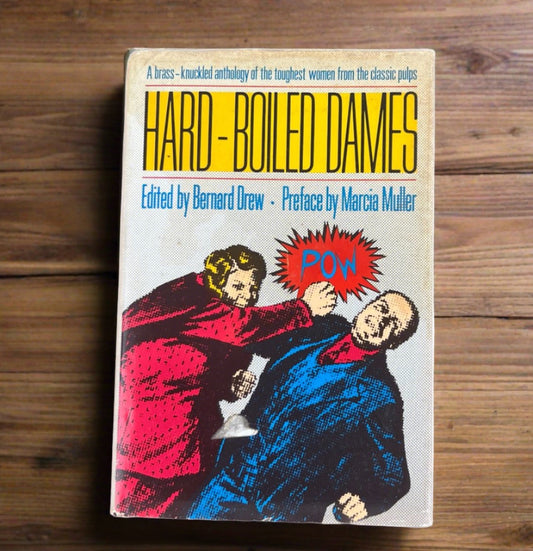 A brass-knuckled anthology of the toughest women from the classic pulps
HARD-BOILED DAMES
Edited by Bernard Drew · Preface by Marcia Muller
POW